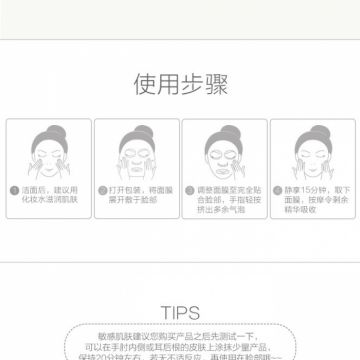 使用步骤
1 洁面后，建议用
化妆水滋润肌肤
2 打开包装，将面膜
展开敷于脸部
3 调整面膜至完全贴
合脸部，手指轻按
挤出多余气泡
4 静享15分钟，取下
面膜，按摩令剩余
精华吸收
TIPS
敏感肌肤建议您购买产品之后先测试一下，
可以在手肘内侧或耳后根的皮肤上涂抹少量产品，
保持20分钟左右，若无不适反应，再使用在脸部哦~~